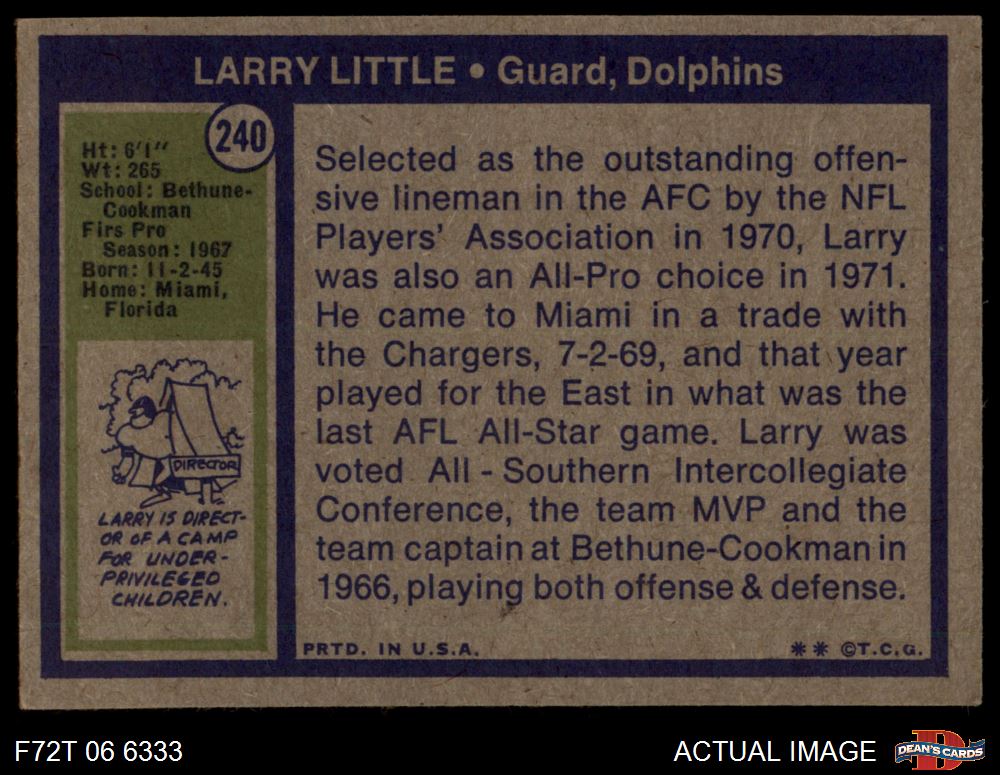 LARRY LITTLE • Guard, Dolphins
240
Ht: 6'1"
Wt: 265
School: Bethune-
Cookman
Firs Pro
Season: 1967
Born: 11-2-45
Home: Miami,
Florida
DIRECTOR
LARRY IS DIRECT-
OR OF A CAMP
FOR UNDER-
PRIVILEGED
CHILDREN.
Selected as the outstanding offen-
sive lineman in the AFC by the NFL
Players' Association in 1970, Larry
was also an All-Pro choice in 1971.
He came to Miami in a trade with
the Chargers, 7-2-69, and that year
played for the East in what was the
last AFL All-Star game. Larry was
voted All - Southern Intercollegiate
Conference, the team MVP and the
team captain at Bethune-Cookman in
1966, playing both offense & defense.
PRTD. IN U.S.A.
** ©T.C.G.
F72T 06 6333
ACTUAL IMAGE
DEAN'S CARDS